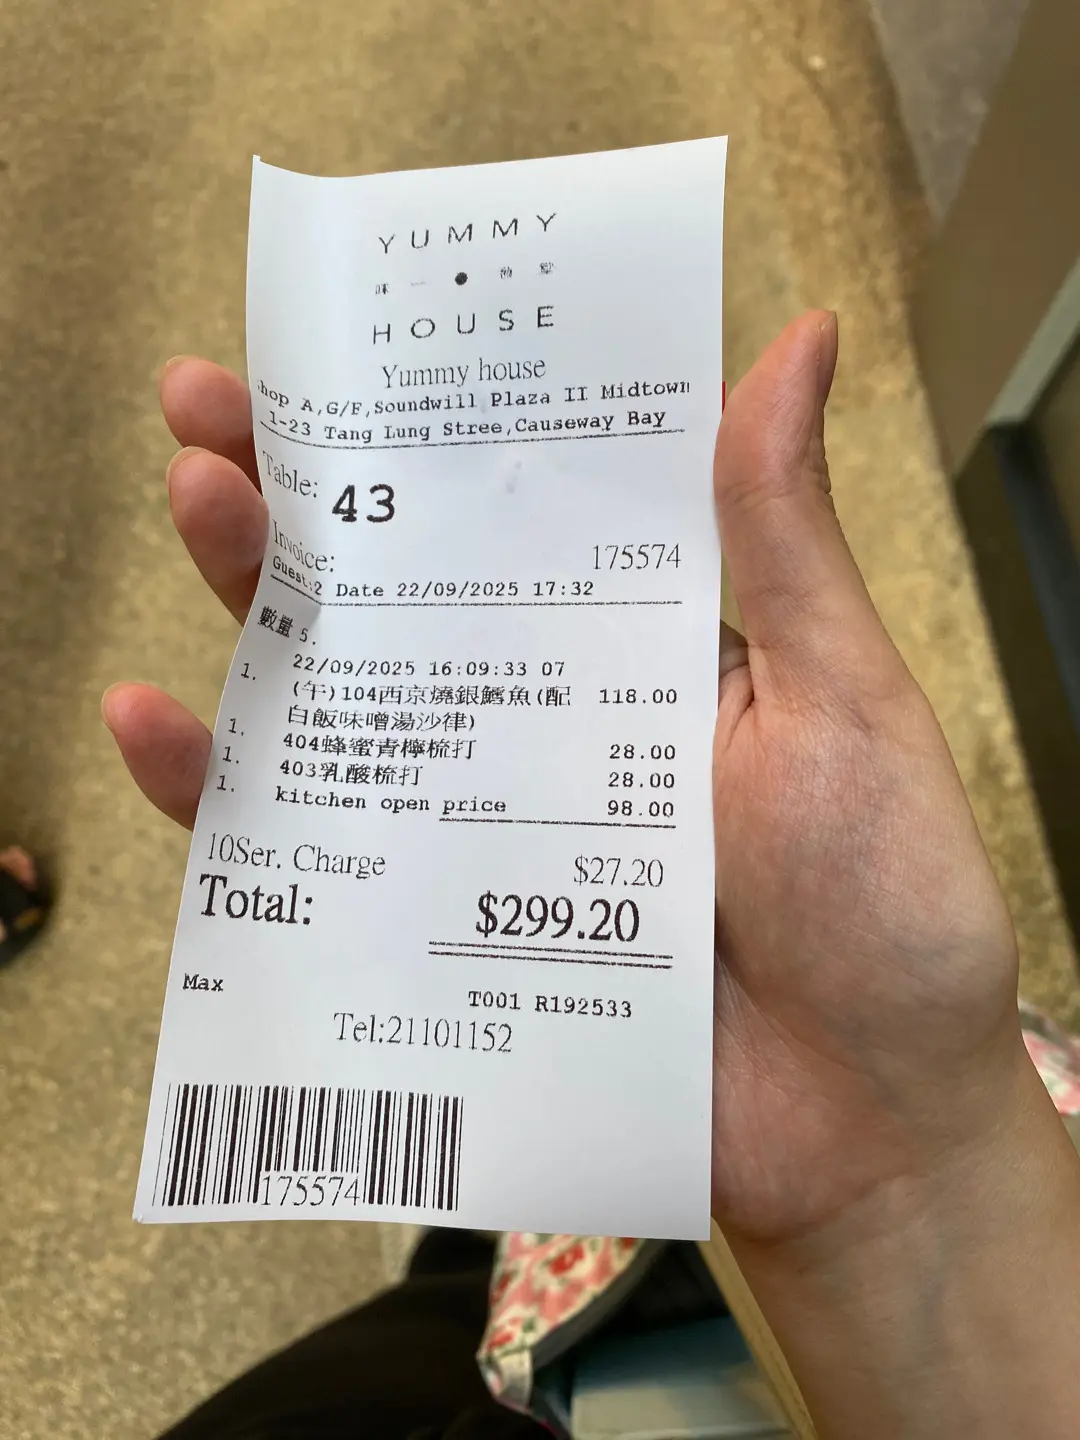 YUMMY
味 一 ● 爺 堂
HOUSE
Yummy house
hop A,G/F,Soundwill Plaza II Midtown
1-23 Tang Lung Stree,Causeway Bay
Table: 43
Invoice: 175574
Guest:2 Date 22/09/2025 17:32
數量 5.
22/09/2025 16:09:33 07
1. (午)104西京燒銀鱈魚(配 118.00
白飯味噌湯沙律)
1. 404蜂蜜青檸梳打 28.00
1. 403乳酸梳打 28.00
1. kitchen open price 98.00
10Ser. Charge $27.20
Total: $299.20
Max
T001 R192533
Tel:21101152
175574